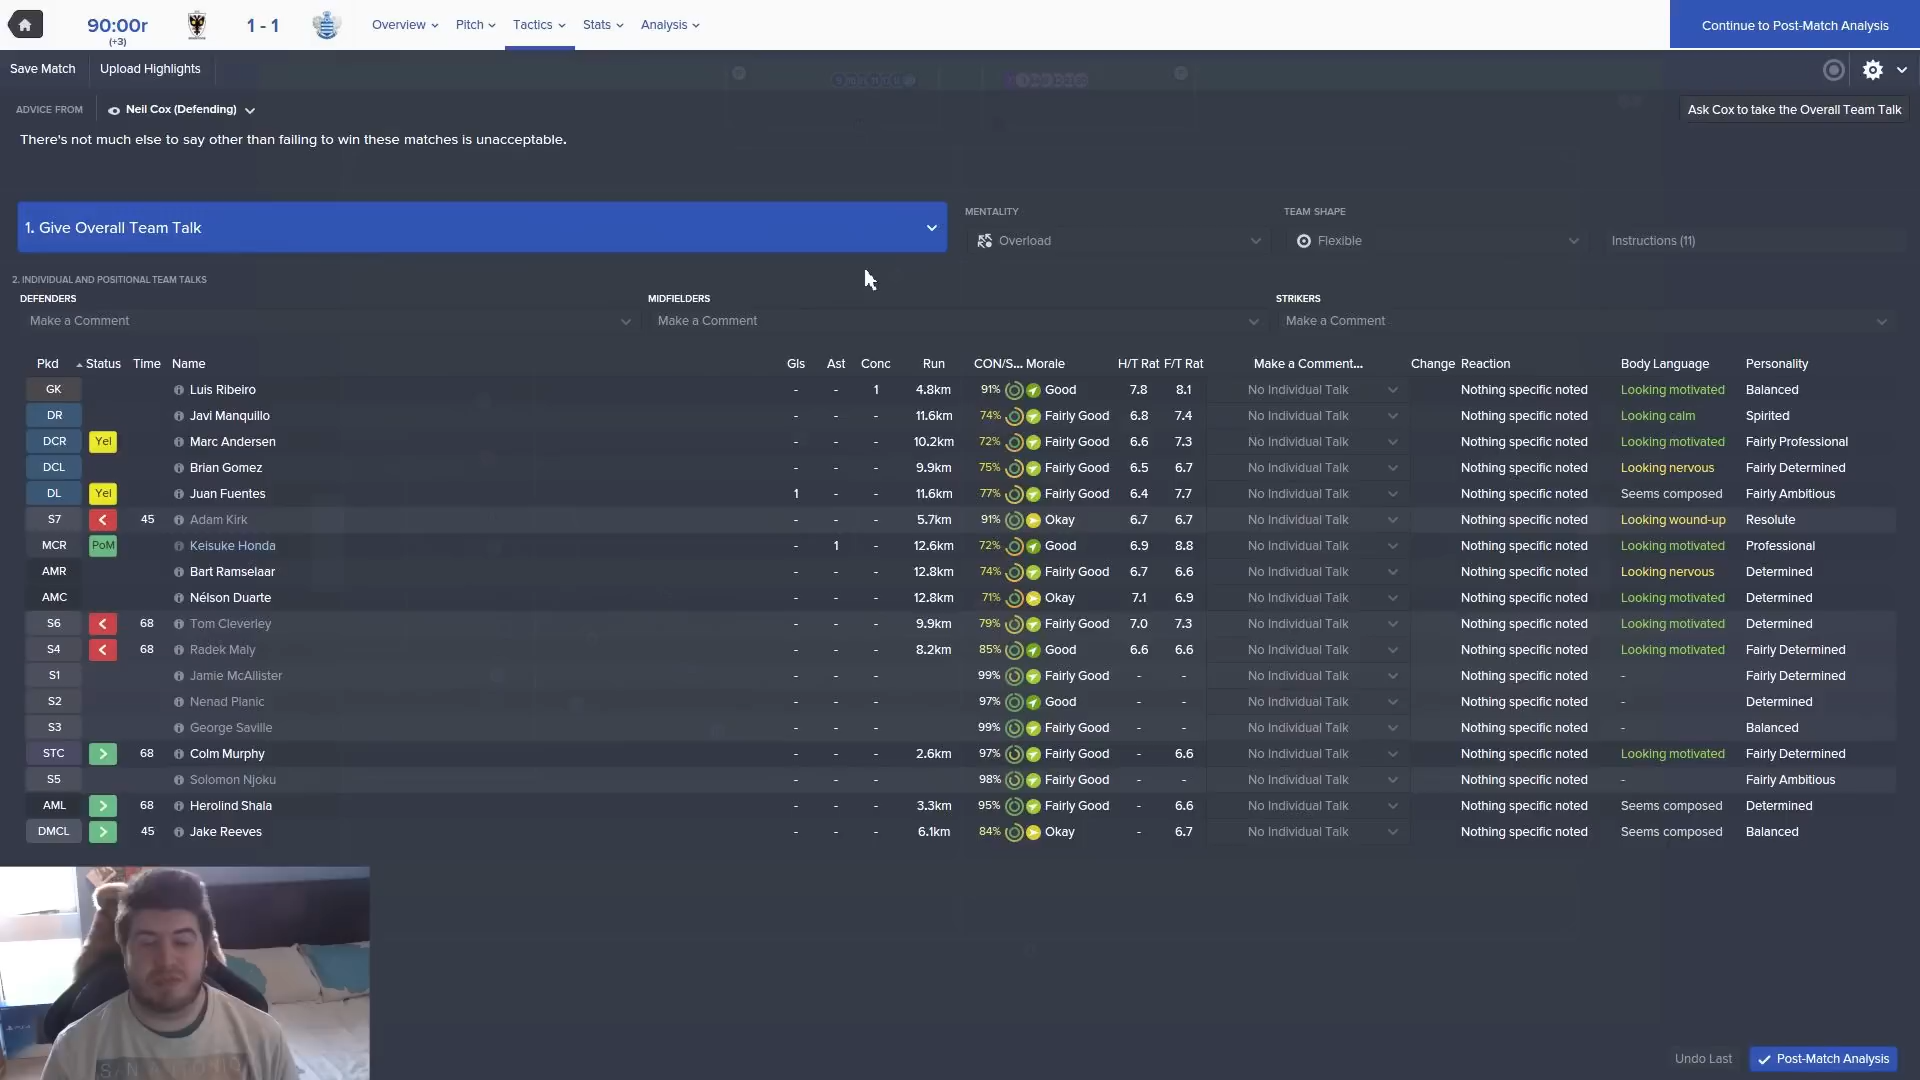 90:00r
(+3)
1 - 1
Overview Pitch Tactics Stats Analysis
Continue to Post-Match Analysis
Save Match Upload Highlights
ADVICE FROM Neil Cox (Defending)
Ask Cox to take the Overall Team Talk
There's not much else to say other than failing to win these matches is unacceptable.
1. Give Overall Team Talk
MENTALITY TEAM SHAPE
Overload Flexible Instructions (11)
2. INDIVIDUAL AND POSITIONAL TEAM TALKS
DEFENDERS MIDFIELDERS STRIKERS
Make a Comment Make a Comment Make a Comment
Pkd Status Time Name Gls Ast Conc Run CON/S... Morale H/T Rat F/T Rat Make a Comment... Change Reaction Body Language Personality
GK Luis Ribeiro - - 1 4.8km 91% Good 7.8 8.1 No Individual Talk Nothing specific noted Looking motivated Balanced
DR Javi Manquillo - - - 11.6km 74% Fairly Good 6.8 7.4 No Individual Talk Nothing specific noted Looking calm Spirited
DCR Yel Marc Andersen - - - 10.2km 72% Fairly Good 6.6 7.3 No Individual Talk Nothing specific noted Looking motivated Fairly Professional
DCL Brian Gomez - - - 9.9km 75% Fairly Good 6.5 6.7 No Individual Talk Nothing specific noted Looking nervous Fairly Determined
DL Yel Juan Fuentes 1 - - 11.6km 77% Fairly Good 6.4 7.7 No Individual Talk Nothing specific noted Seems composed Fairly Ambitious
S7 45 Adam Kirk - - - 5.7km 91% Okay 6.7 6.7 No Individual Talk Nothing specific noted Looking wound-up Resolute
MCR PoM Keisuke Honda - 1 - 12.6km 72% Good 6.9 8.8 No Individual Talk Nothing specific noted Looking motivated Professional
AMR Bart Ramselaar - - - 12.8km 74% Fairly Good 6.7 6.6 No Individual Talk Nothing specific noted Looking nervous Determined
AMC Nélson Duarte - - - 12.8km 71% Okay 7.1 6.9 No Individual Talk Nothing specific noted Looking motivated Determined
S6 68 Tom Cleverley - - - 9.9km 79% Fairly Good 7.0 7.3 No Individual Talk Nothing specific noted Looking motivated Determined
S4 68 Radek Maly - - - 8.2km 85% Good 6.6 6.6 No Individual Talk Nothing specific noted Looking motivated Fairly Determined
S1 Jamie McAllister 99% Fairly Good - - No Individual Talk Nothing specific noted - Fairly Determined
S2 Nenad Planic 97% Good - - No Individual Talk Nothing specific noted - Determined
S3 George Saville 99% Fairly Good - - No Individual Talk Nothing specific noted - Balanced
STC 68 Colm Murphy - - - 2.6km 97% Fairly Good - 6.6 No Individual Talk Nothing specific noted Looking motivated Fairly Determined
S5 Solomon Njoku - - - 98% Fairly Good - - No Individual Talk Nothing specific noted - Fairly Ambitious
AML 68 Herolind Shala - - - 3.3km 95% Fairly Good - 6.6 No Individual Talk Nothing specific noted Seems composed Determined
DMCL 45 Jake Reeves - - - 6.1km 84% Okay - 6.7 No Individual Talk Nothing specific noted Seems composed Balanced
SAN ANTONIO
Undo Last Post-Match Analysis